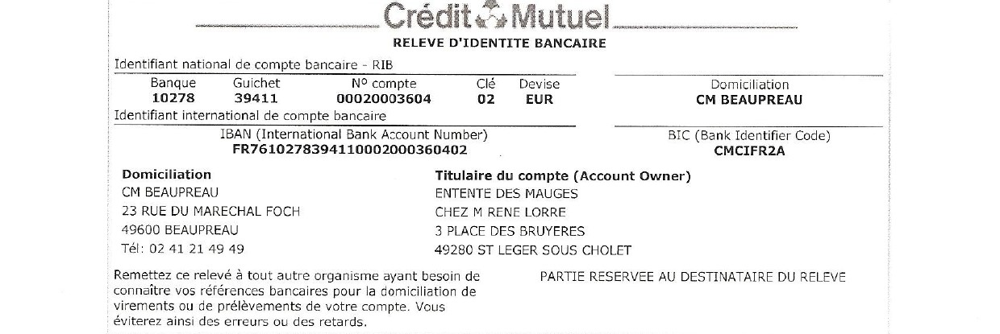 Crédit Mutuel
RELEVE D'IDENTITE BANCAIRE
Identifiant national de compte bancaire - RIB
Banque Guichet Nº compte Clé Devise Domiciliation
10278 39411 00020003604 02 EUR CM BEAUPREAU
Identifiant international de compte bancaire
IBAN (International Bank Account Number) BIC (Bank Identifier Code)
FR7610278394110002000360402 CMCIFR2A
Domiciliation Titulaire du compte (Account Owner)
CM BEAUPREAU ENTENTE DES MAUGES
23 RUE DU MARECHAL FOCH CHEZ M RENE LORRE
49600 BEAUPREAU 3 PLACE DES BRUYERES
Tél: 02 41 21 49 49 49280 ST LEGER SOUS CHOLET
Remettez ce relevé à tout autre organisme ayant besoin de PARTIE RESERVEE AU DESTINATAIRE DU RELEVE
connaître vos références bancaires pour la domiciliation de
virements ou de prélèvements de votre compte. Vous
éviterez ainsi des erreurs ou des retards.